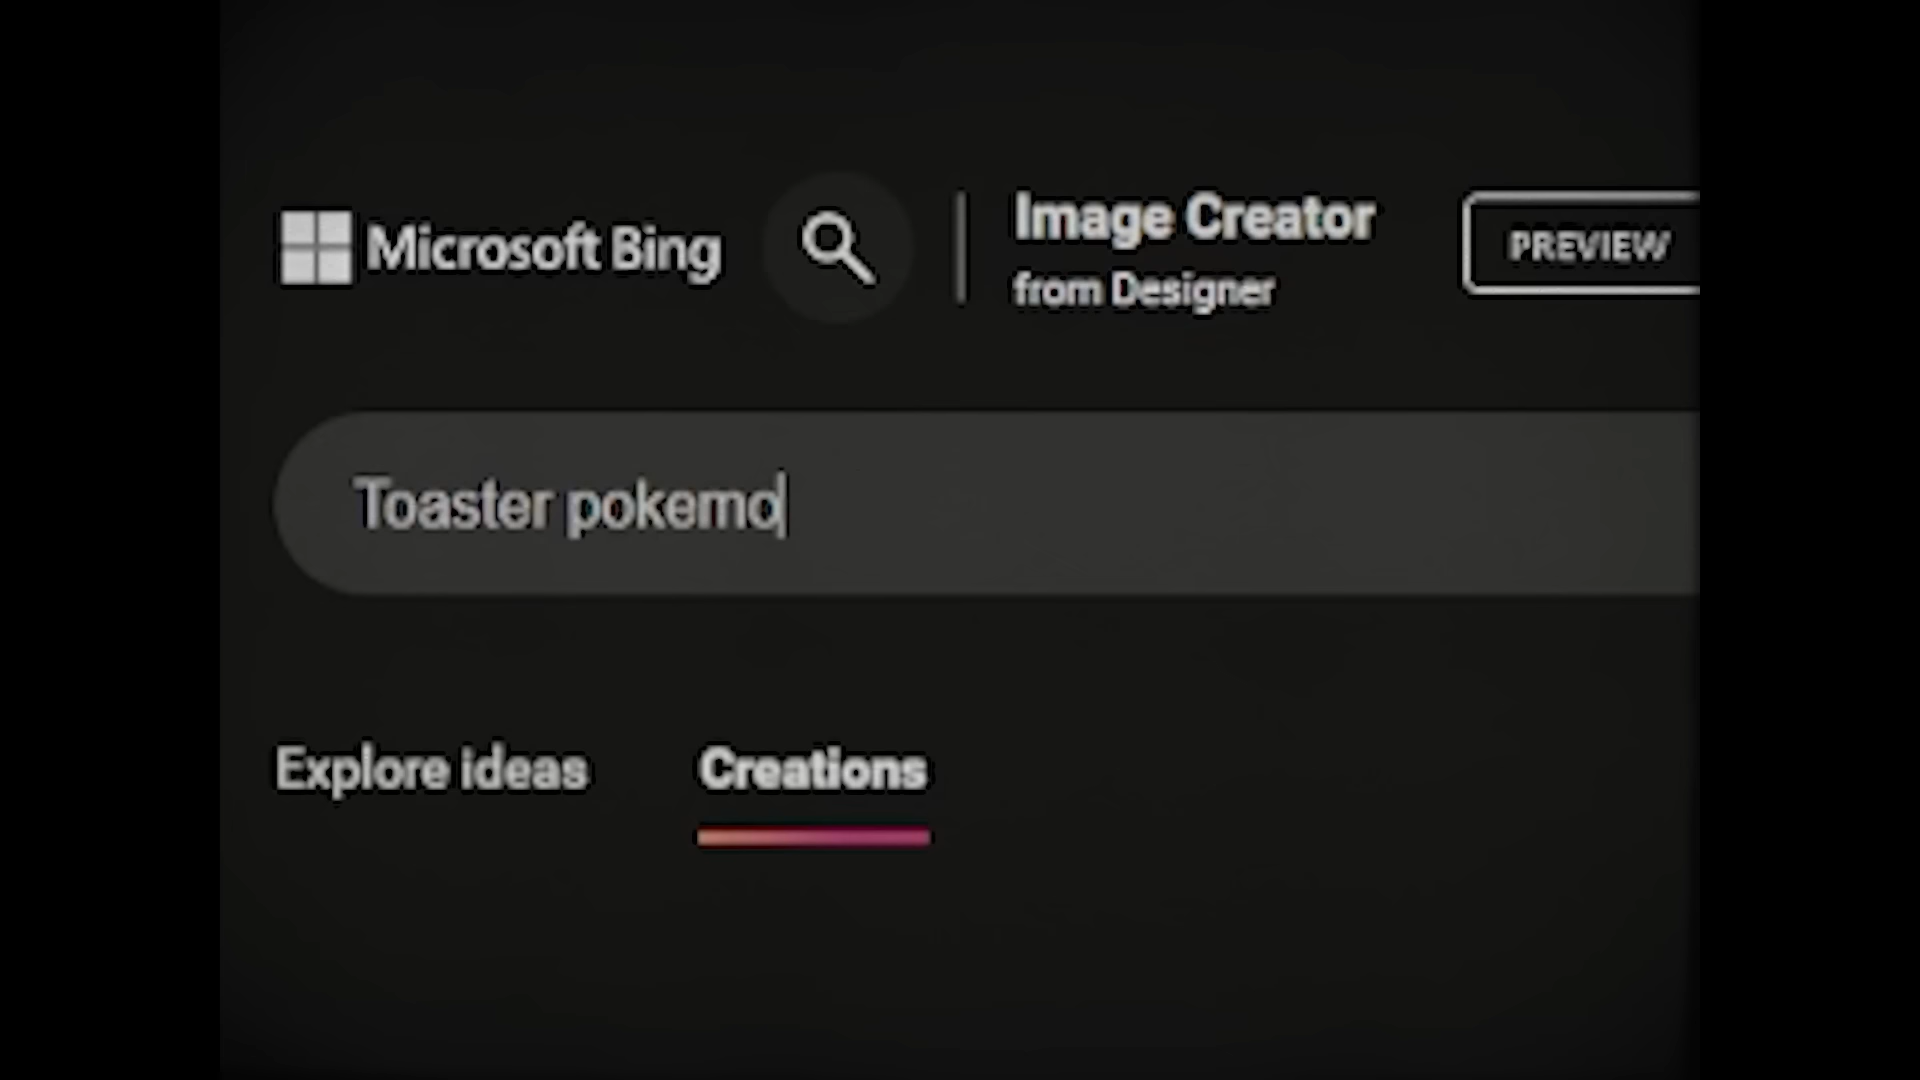 Microsoft Bing
Image Creator
from Designer
PREVIEW
Toaster pokemo
Explore ideas
Creations